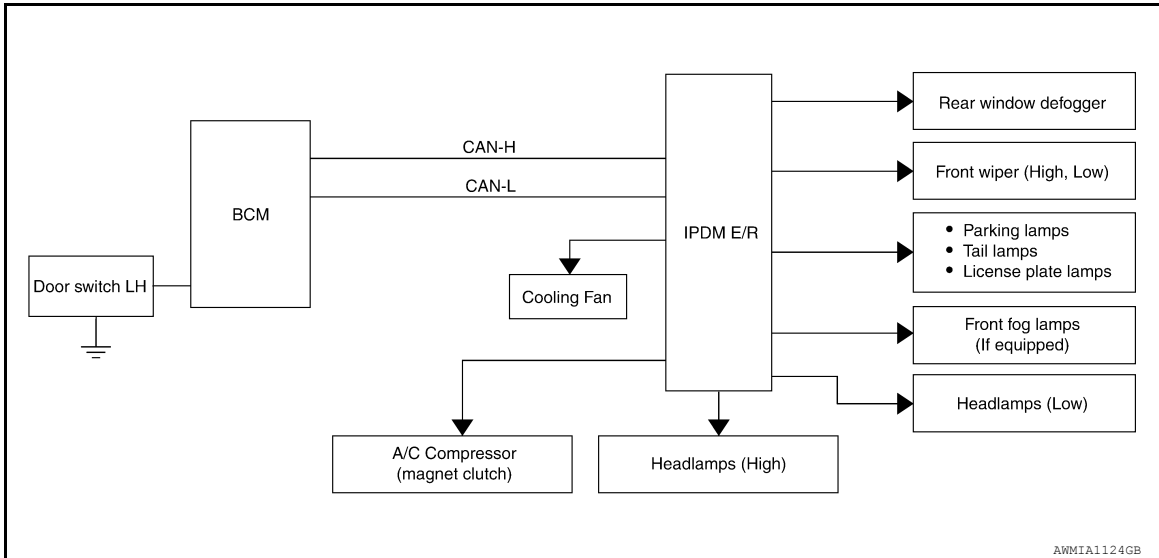 CAN-H
CAN-L
BCM
Door switch LH
IPDM E/R
Cooling Fan
A/C Compressor
(magnet clutch)
Headlamps (High)
Rear window defogger
Front wiper (High, Low)
• Parking lamps
• Tail lamps
• License plate lamps
Front fog lamps
(If equipped)
Headlamps (Low)
AWMIA1124GB